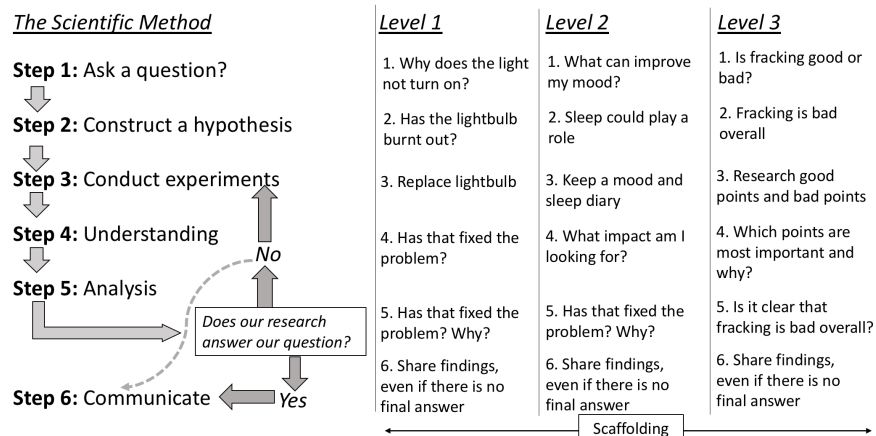 The Scientific Method
Step 1: Ask a question?
Step 2: Construct a hypothesis
Step 3: Conduct experiments
Step 4: Understanding
No
Step 5: Analysis
Does our research
answer our question?
Step 6: Communicate
Yes
Level 1
1. Why does the light
not turn on?
2. Has the lightbulb
burnt out?
3. Replace lightbulb
4. Has that fixed the
problem?
5. Has that fixed the
problem? Why?
6. Share findings,
even if there is no
final answer
Level 2
1. What can improve
my mood?
2. Sleep could play a
role
3. Keep a mood and
sleep diary
4. What impact am I
looking for?
5. Has that fixed the
problem? Why?
6. Share findings,
even if there is no
final answer
Level 3
1. Is fracking good or
bad?
2. Fracking is bad
overall
3. Research good
points and bad points
4. Which points are
most important and
why?
5. Is it clear that
fracking is bad overall?
6. Share findings,
even if there is no
final answer
Scaffolding